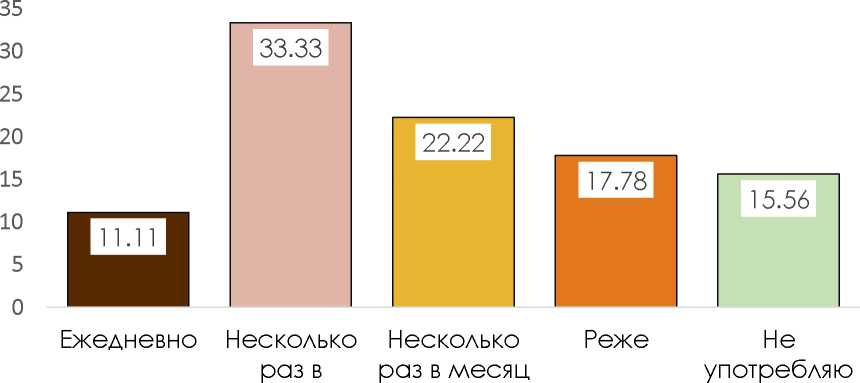 35
30
25
20
15
10
5
0
33.33
22.22
17.78
15.56
11.11
Ежедневно
Несколько
раз в
Несколько
раз в месяц
Реже
Не
употребляю